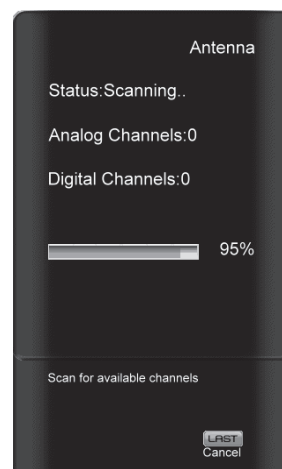 Antenna
Status:Scanning..
Analog Channels:0
Digital Channels:0
95%
Scan for available channels
LAST
Cancel